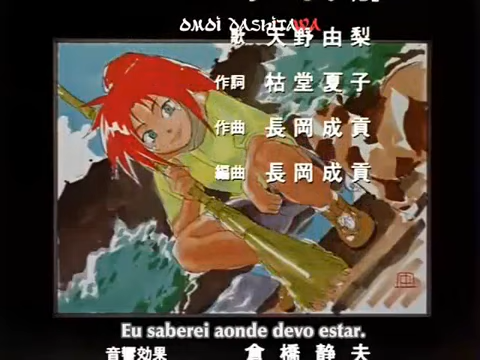 OMOI DASHITARA
歌 天野由梨
作詞 枯堂夏子
作曲 長岡成貢
編曲 長岡成貢
Eu saberei aonde devo estar.
音響効果 倉橋静夫